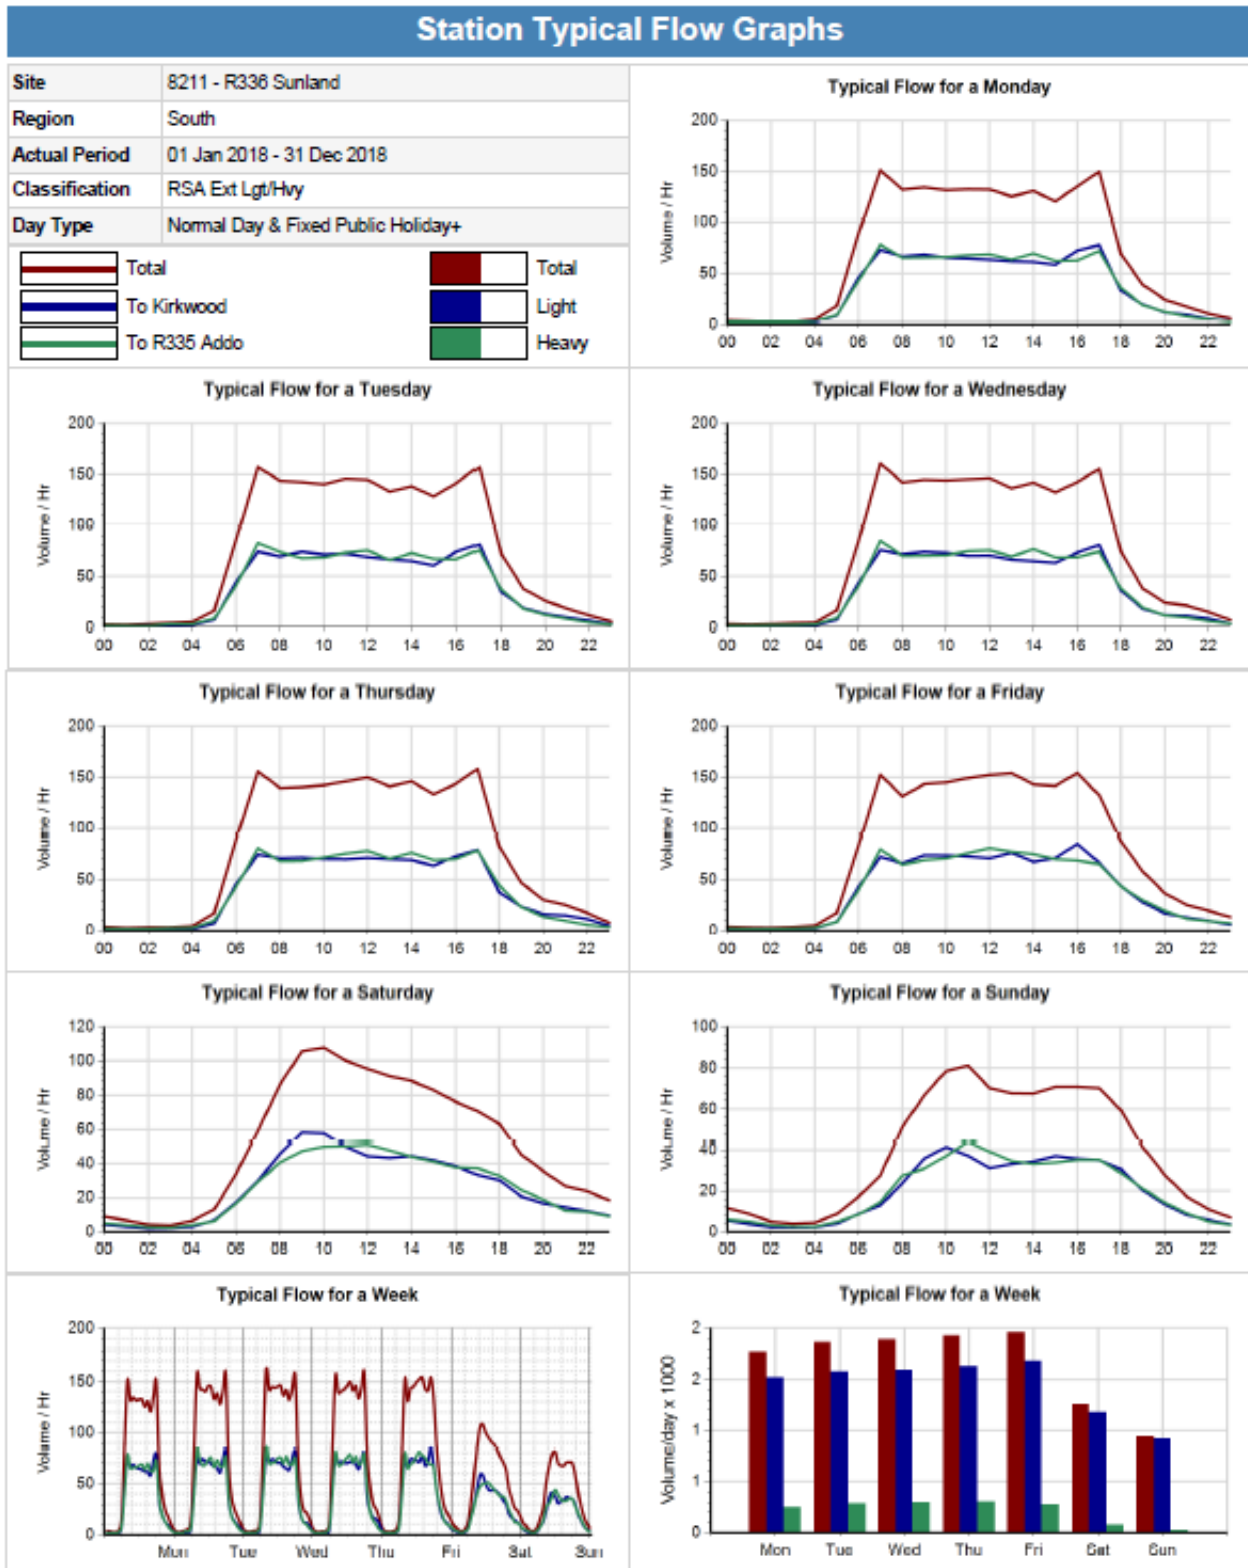 Station Typical Flow Graphs
Site 8211 - R336 Sunland
Region South
Actual Period 01 Jan 2018 - 31 Dec 2018
Classification RSA Ext Lgt/Hvy
Day Type Normal Day & Fixed Public Holiday+
Total Total
To Kirkwood Light
To R335 Addo Heavy
Typical Flow for a Monday
Volume / Hr
200
150
100
50
0
00 02 04 06 08 10 12 14 16 18 20 22
Typical Flow for a Tuesday
Volume / Hr
200
150
100
50
0
00 02 04 06 08 10 12 14 16 18 20 22
Typical Flow for a Wednesday
Volume / Hr
200
150
100
50
0
00 02 04 06 08 10 12 14 16 18 20 22
Typical Flow for a Thursday
Volume / Hr
200
150
100
50
0
00 02 04 06 08 10 12 14 16 18 20 22
Typical Flow for a Friday
Volume / Hr
200
150
100
50
0
00 02 04 06 08 10 12 14 16 18 20 22
Typical Flow for a Saturday
Volume / Hr
120
100
80
60
40
20
0
00 02 04 06 08 10 12 14 16 18 20 22
Typical Flow for a Sunday
Volume / Hr
100
80
60
40
20
0
00 02 04 06 08 10 12 14 16 18 20 22
Typical Flow for a Week
Volume / Hr
200
150
100
50
0
Mon Tue Wed Thu Fri Sat Sun
Typical Flow for a Week
Volume/day x 1000
2
2
1
1
0
Mon Tue Wed Thu Fri Sat Sun